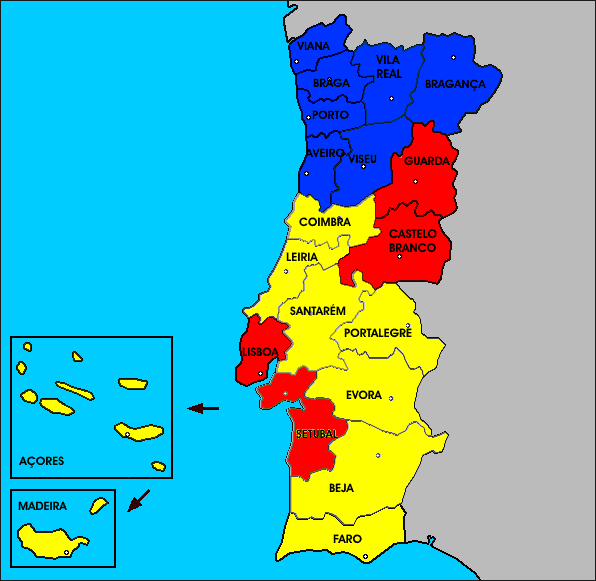 VIANA
VILA
REAL
BRAGA
BRAGANÇA
PORTO
AVEIRO
VISEU
GUARDA
COIMBRA
CASTELO
BRANCO
LEIRIA
SANTARÉM
PORTALEGRE
LISBOA
EVORA
SETUBAL
AÇORES
BEJA
MADEIRA
FARO